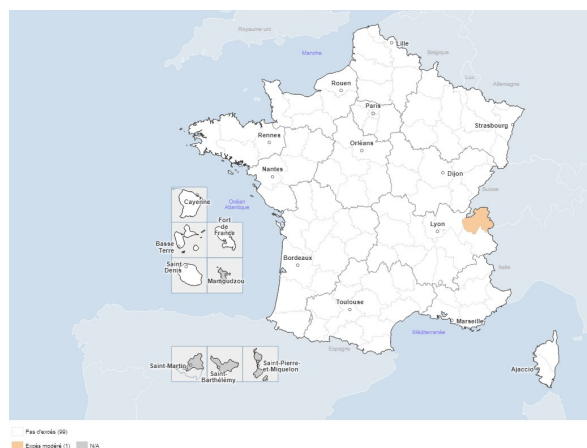 Royaume uni
Lille
Belgique
Manche
Lux
Allemagne
Rouen
Paris
Strasbourg
Rennes
Orléans
Nantes
Dijon
Suisse
Cayenne
Océan
Atlantique
Fort
de
France
Basse
Terre
Lyon
Saint
Denis
Mamoudzou
Bordeaux
Italie
Toulouse
Marseille
Méditerranée
Espagne
Saint-Martin
Saint-
Barthélémy
Saint-Pierre-
et-Miquelon
Ajaccio
Pas d'excès (99)
Excès modéré (1) N/A